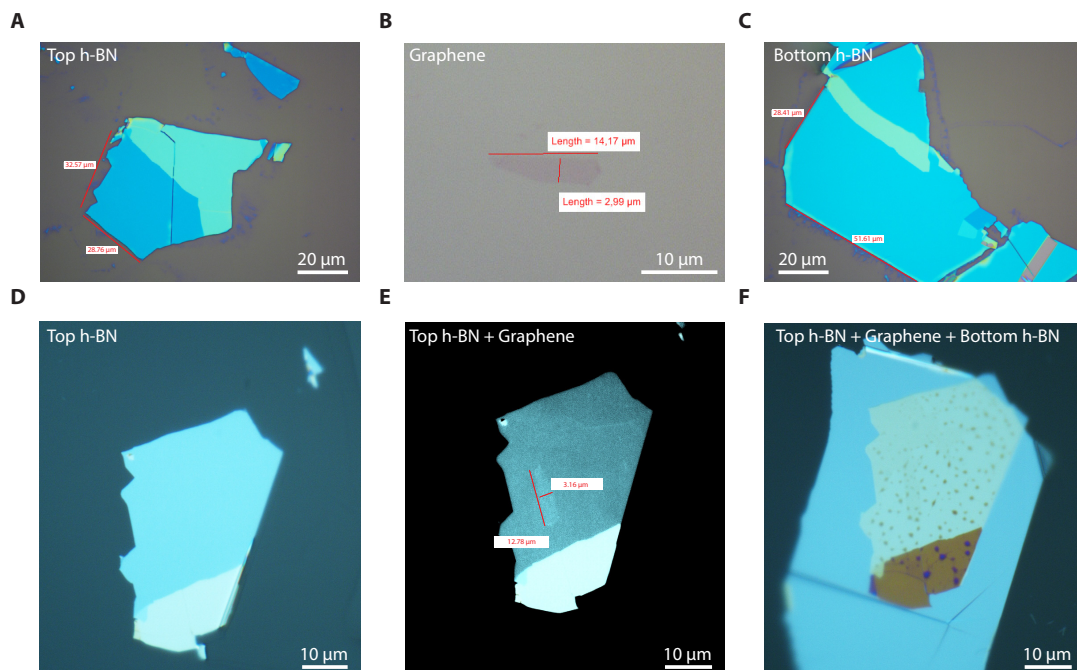 A
B
C
Top h-BN
Graphene
Bottom h-BN
32.57 µm
28.76 µm
20 µm
Length = 14,17 µm
Length = 2,99 µm
10 µm
28.41 µm
51.61 µm
20 µm
D
E
F
Top h-BN
Top h-BN + Graphene
Top h-BN + Graphene + Bottom h-BN
10 µm
3.16 µm
12.78 µm
10 µm
10 µm